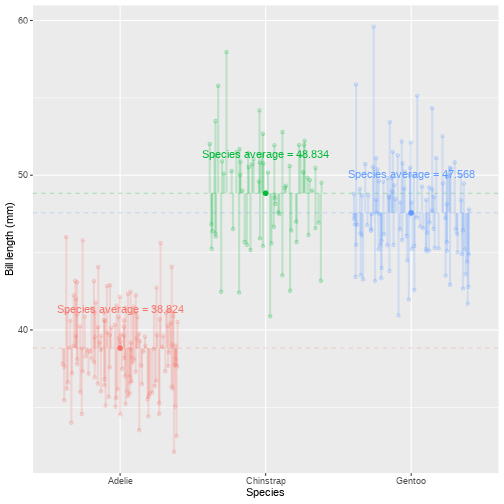 60
Species average = 48.834
Species average = 47.568
50
Species average = 38.824
40
Bill length (mm)
Adelie
Chinstrap
Gentoo
Species